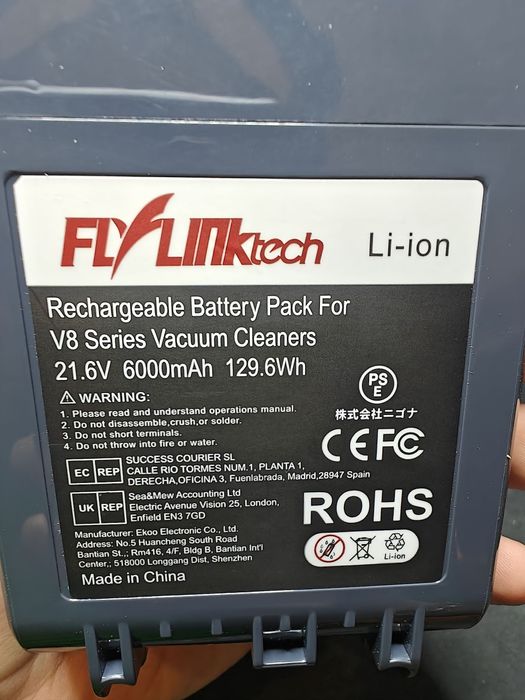 FLYLINKtech
Li-ion
Rechargeable Battery Pack For
V8 Series Vacuum Cleaners
21.6V 6000mAh 129.6Wh
WARNING:
1. Please read and understand operations manual.
2. Do not disassemble,crush,or solder.
3. Do not short terminals.
4. Do not throw into fire or water.
PS
E
株式会社ニゴナ
CE FC
EC REP
SUCCESS COURIER SL
CALLE RIO TORMES NUM.1, PLANTA 1,
DERECHA,OFICINA 3, Fuenlabrada, Madrid,28947 Spain
UK REP
Sea&Mew Accounting Ltd
Electric Avenue Vision 25, London,
Enfield EN3 7GD
ROHS
Manufacturer: Ekoo Electronic Co., Ltd.
Address: No.5 Huancheng South Road
Bantian St.,; Rm416, 4/F, Bldg B, Bantian Int'l
Center,; 518000 Longgang Dist, Shenzhen
Made in China
Li-ion